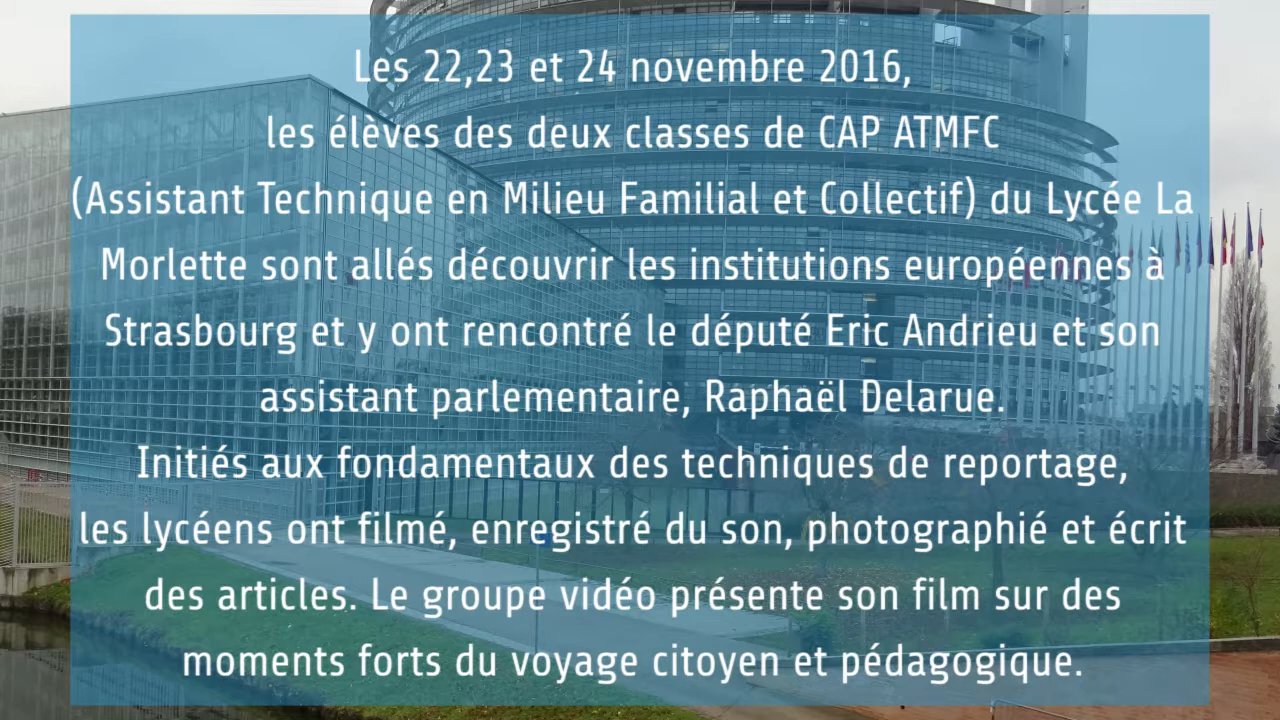 Les 22,23 et 24 novembre 2016,
les élèves des deux classes de CAP ATMFC
(Assistant Technique en Milieu Familial et Collectif) du Lycée La
Morlette sont allés découvrir les institutions européennes à
Strasbourg et y ont rencontré le député Eric Andrieu et son
assistant parlementaire, Raphaël Delarue.
Initiés aux fondamentaux des techniques de reportage,
les lycéens ont filmé, enregistré du son, photographié et écrit
des articles. Le groupe vidéo présente son film sur des
moments forts du voyage citoyen et pédagogique.